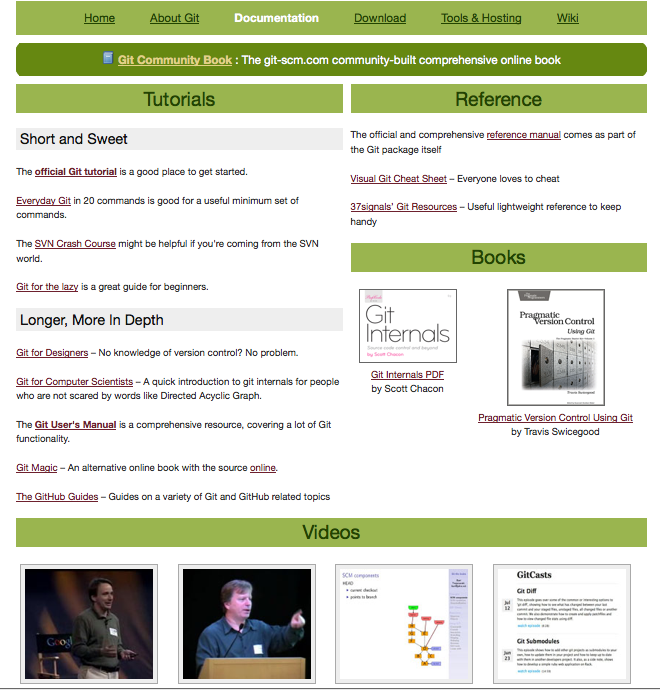 Home About Git Documentation Download Tools & Hosting Wiki
Git Community Book : The git-scm.com community-built comprehensive online book
Tutorials
Short and Sweet
The official Git tutorial is a good place to get started.
Everyday Git in 20 commands is good for a useful minimum set of
commands.
The SVN Crash Course might be helpful if you're coming from the SVN
world.
Git for the lazy is a great guide for beginners.
Longer, More In Depth
Git for Designers – No knowledge of version control? No problem.
Git for Computer Scientists – A quick introduction to git internals for people
who are not scared by words like Directed Acyclic Graph.
The Git User's Manual is a comprehensive resource, covering a lot of Git
functionality.
Git Magic – An alternative online book with the source online.
The GitHub Guides – Guides on a variety of Git and GitHub related topics
Reference
The official and comprehensive reference manual comes as part of
the Git package itself
Visual Git Cheat Sheet – Everyone loves to cheat
37signals' Git Resources – Useful lightweight reference to keep
handy
Books
Git
Internals
Source code control and beyond
by Scott Chacon
Git Internals PDF
by Scott Chacon
Pragmatic
Version Control
Using Git
Travis Swicegood
Pragmatic Version Control Using Git
by Travis Swicegood
Videos
Google
SCM components
HEAD
current checkout
points to branch
GitCasts
Git Diff
Jul
12
Git Submodules
Jan
23